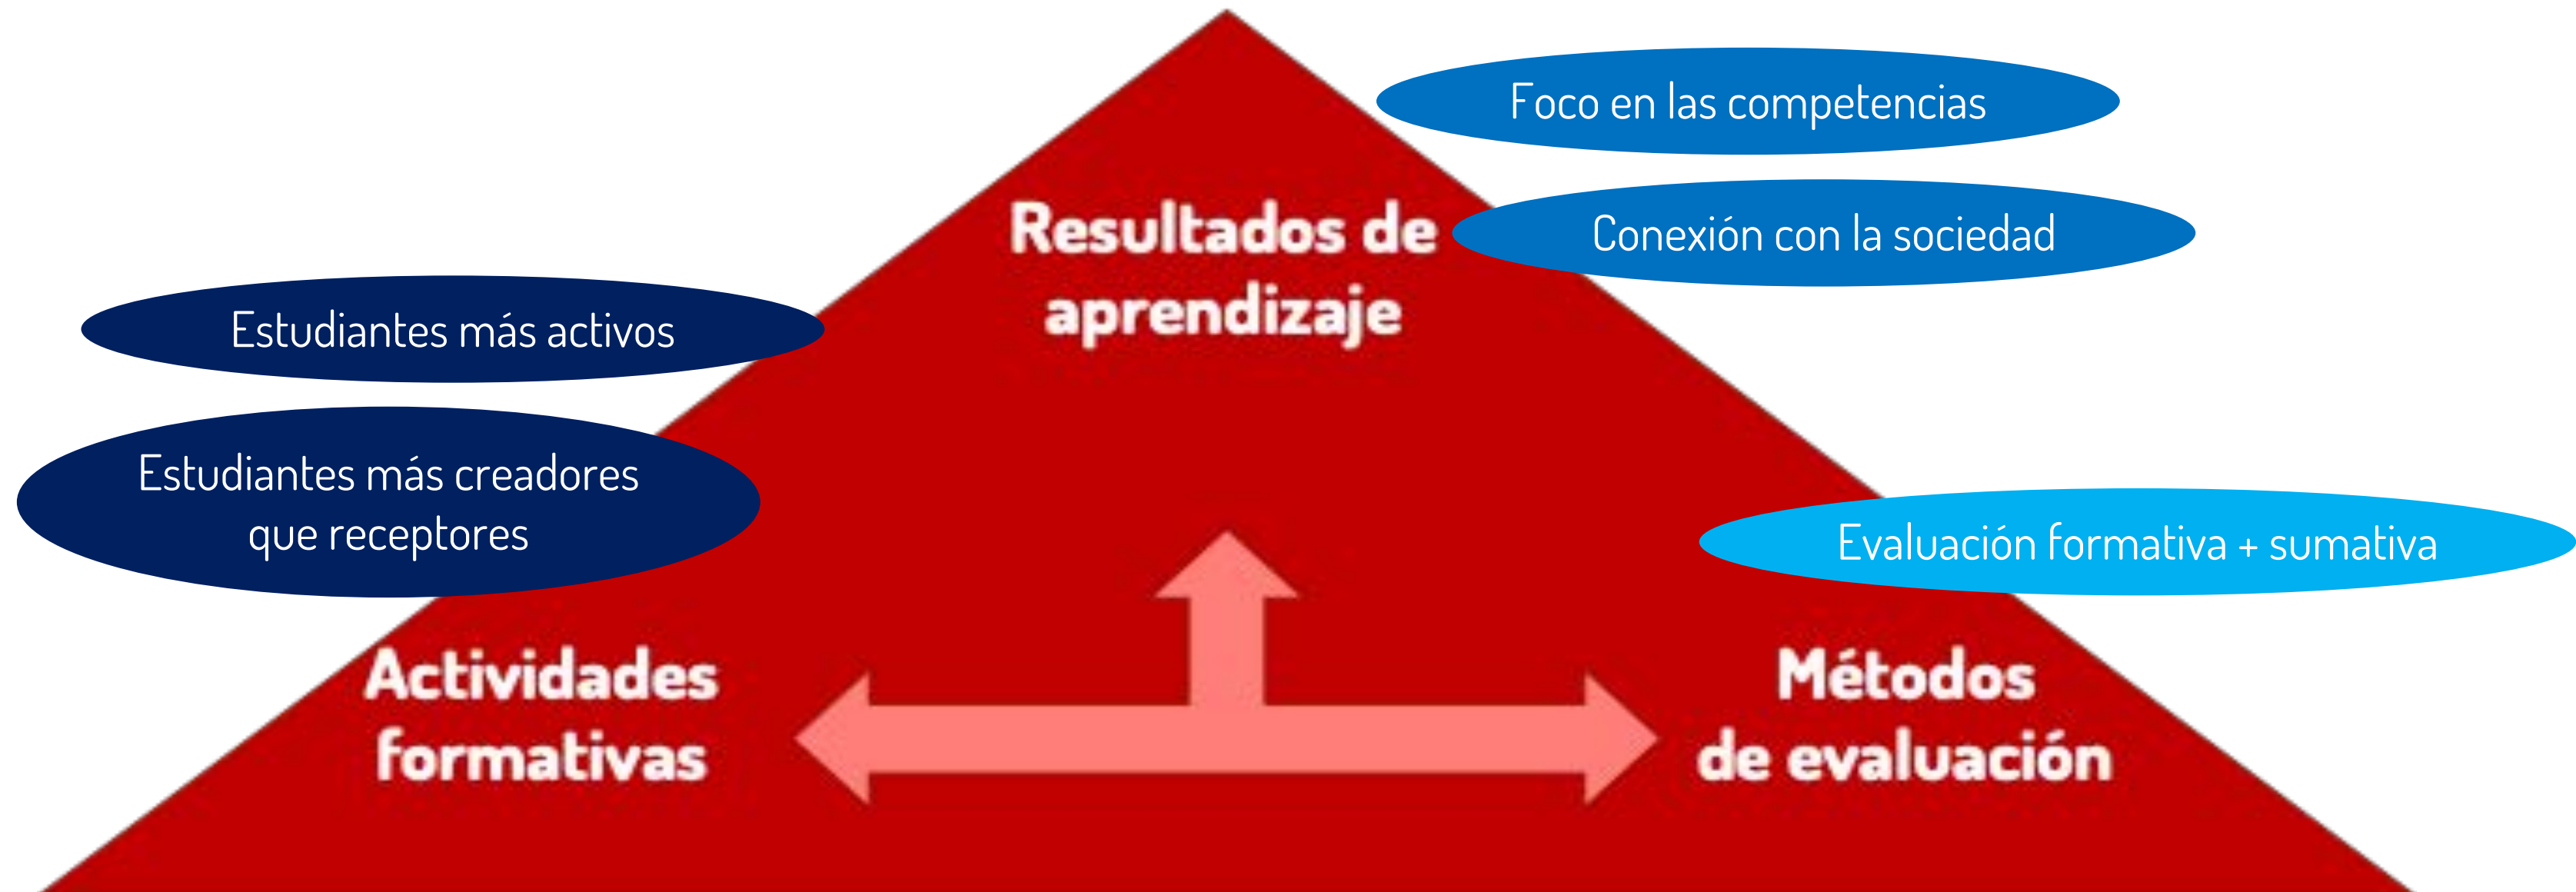 Foco en las competencias
Conexión con la sociedad
Resultados de
aprendizaje
Estudiantes más activos
Estudiantes más creadores
que receptores
Evaluación formativa + sumativa
Actividades
formativas
Métodos
de evaluación